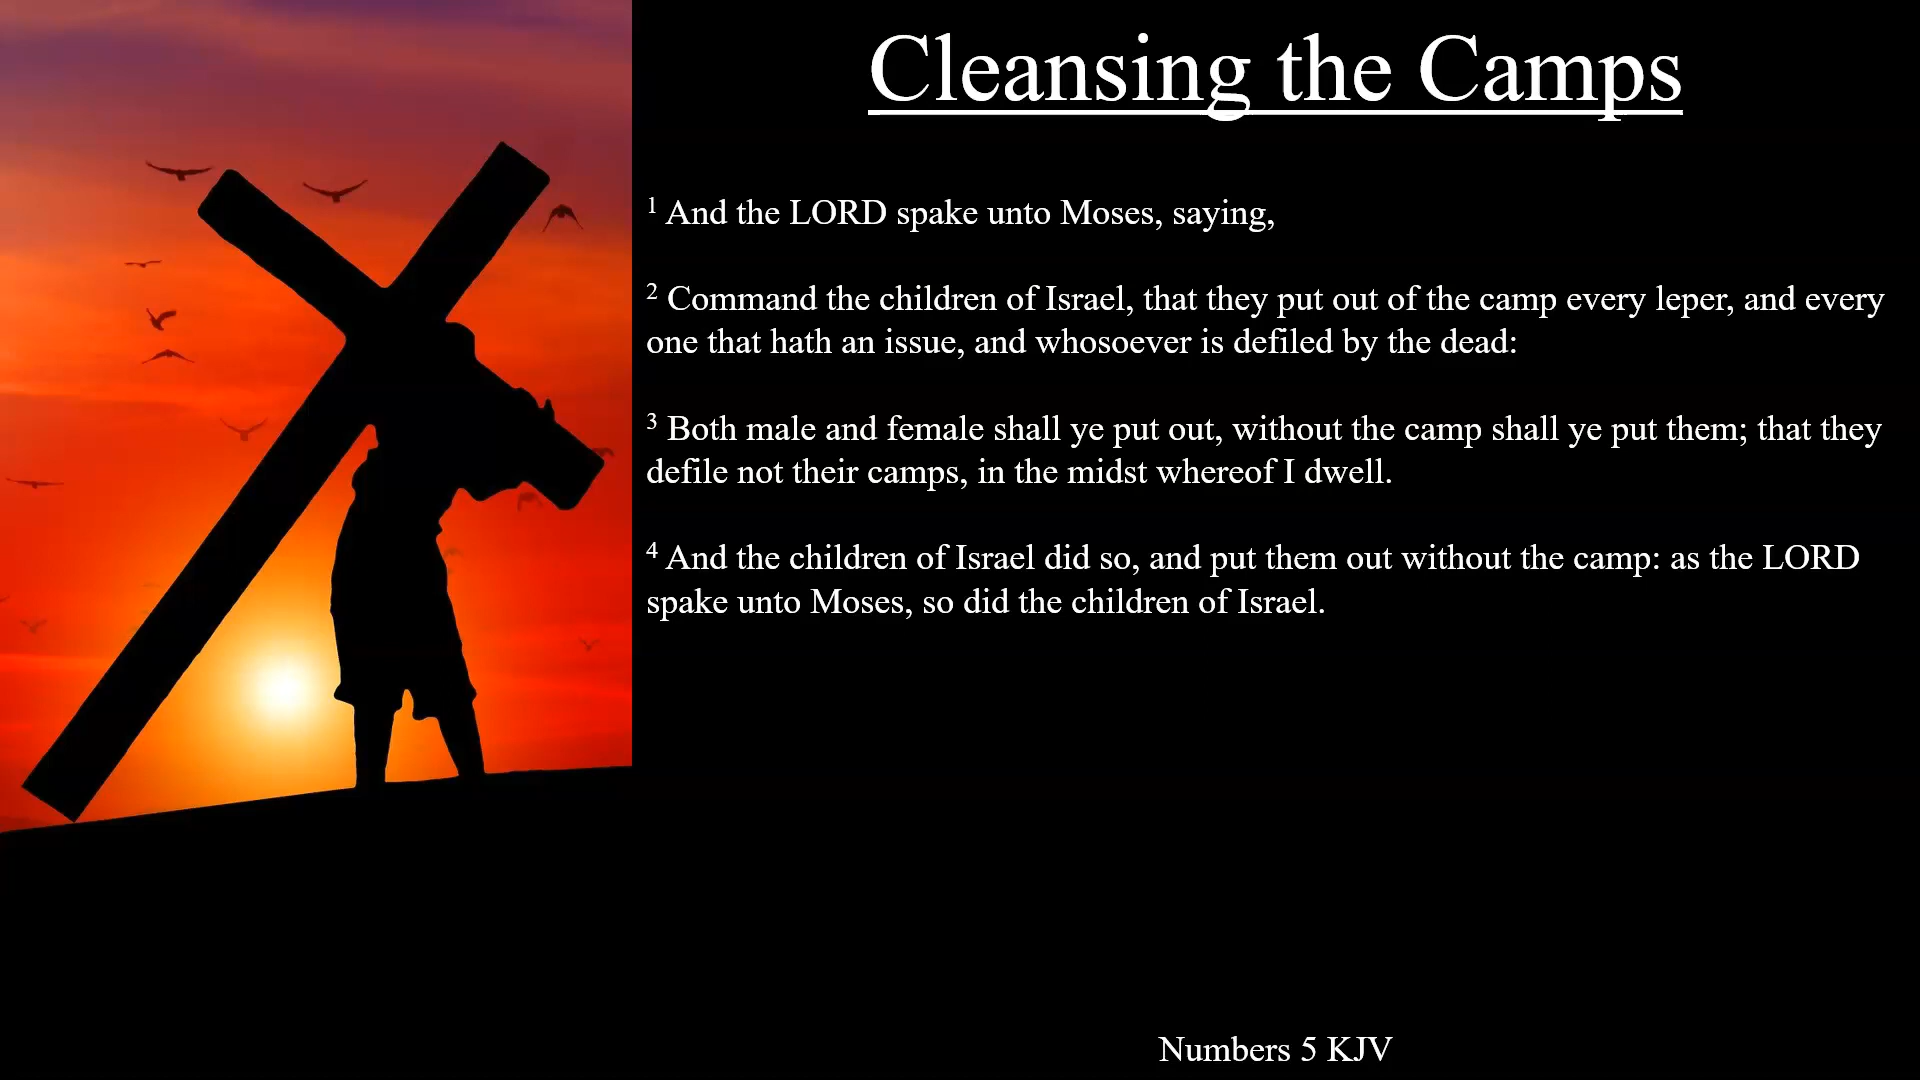 Cleansing the Camps
1 And the LORD spake unto Moses, saying,
2 Command the children of Israel, that they put out of the camp every leper, and every
one that hath an issue, and whosoever is defiled by the dead:
3 Both male and female shall ye put out, without the camp shall ye put them; that they
defile not their camps, in the midst whereof I dwell.
4 And the children of Israel did so, and put them out without the camp: as the LORD
spake unto Moses, so did the children of Israel.
Numbers 5 KJV